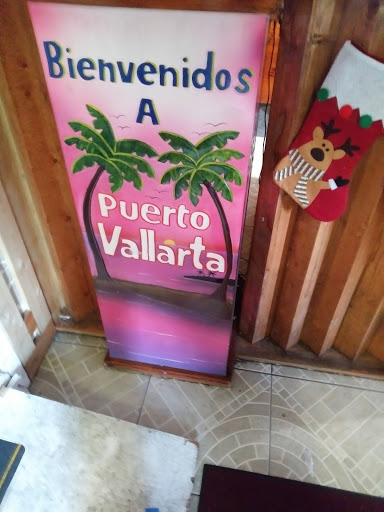 Bienvenidos
A
Puerto
Vallarta